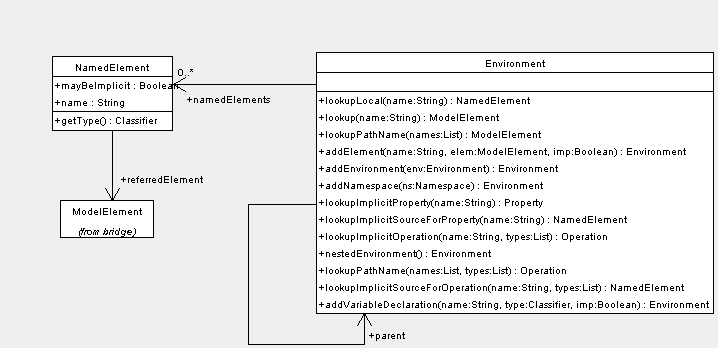 NamedElement
+mayBeImplicit : Boolean
+name : String
+getType() : Classifier
0..*
+namedElements
+referredElement
ModelElement
(from bridge)
Environment
+lookupLocal(name:String) : NamedElement
+lookup(name:String) : ModelElement
+lookupPathName(names:List) : ModelElement
+addElement(name:String, elem:ModelElement, imp:Boolean) : Environment
+addEnvironment(env:Environment) : Environment
+addNamespace(ns:Namespace) : Environment
+lookupImplicitProperty(name:String) : Property
+lookupImplicitSourceForProperty(name:String) : NamedElement
+lookupImplicitOperation(name:String, types:List) : Operation
+nestedEnvironment() : Environment
+lookupPathName(names:List, types:List) : Operation
+lookupImplicitSourceForOperation(name:String, types:List) : NamedElement
+addVariableDeclaration(name:String, type:Classifier, imp:Boolean) : Environment
+parent